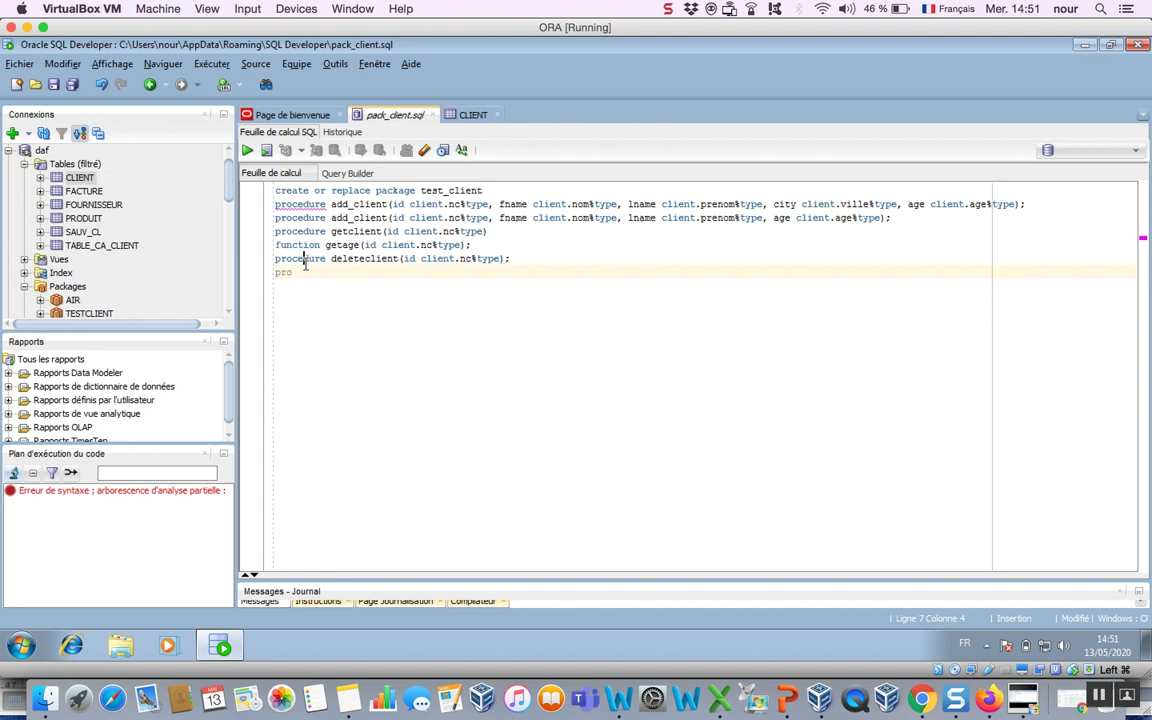 VirtualBox VM Machine View Input Devices Window Help 46 % Français Mer. 14:51 nour
ORA [Running]
Oracle SQL Developer : C:\Users\nour\AppData\Roaming\SQL Developer\pack_client.sql
Fichier Modifier Affichage Naviguer Exécuter Source Equipe Outils Fenêtre Aide
Connexions
daf
Tables (filtré)
CLIENT
FACTURE
FOURNISSEUR
PRODUIT
SAUV_CL
TABLE_CA_CLIENT
Vues
Index
Packages
AIR
TESTCLIENT
Rapports
Tous les rapports
Rapports Data Modeler
Rapports de dictionnaire de données
Rapports définis par l'utilisateur
Rapports de vue analytique
Rapports OLAP
Rapports TimesTen
Plan d'exécution du code
Erreur de syntaxe ; arborescence d'analyse partielle :
Page de bienvenue pack_client.sql CLIENT
Feuille de calcul SQL Historique
Feuille de calcul Query Builder
create or replace package test_client
procedure add_client(id client.nc%type, fname client.nom%type, lname client.prenom%type, city client.ville%type, age client.age%type);
procedure add_client(id client.nc%type, fname client.nom%type, lname client.prenom%type, age client.age%type);
procedure getclient(id client.nc%type)
function getage(id client.nc%type);
procedure deleteclient(id client.nc%type);
pro
Messages - Journal
Messages Instructions Page Journalisation Compilateur
Ligne 7 Colonne 4 Insertion Modifié Windows : Cl
FR 14:51
13/05/2020
Left ⌘